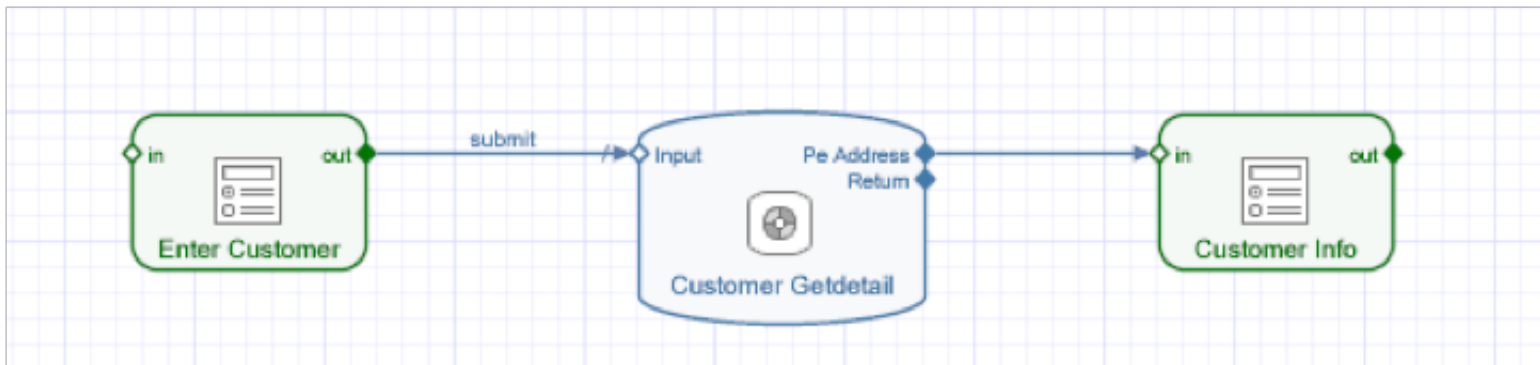 submit
in
out
Input
Pe Address
Return
in
out
Enter Customer
Customer Getdetail
Customer Info